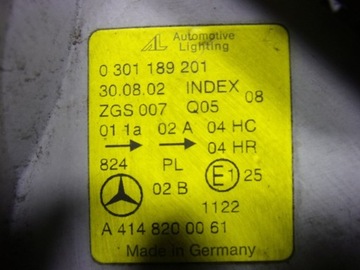 AL Automotive Lighting
0 301 189 201
30.08.02 INDEX 08
ZGS 007 Q05
01 1a 02 A 04 HC
04 HR
824 PL
02 B E1 25
1122
A 414 820 00 61
Made in Germany